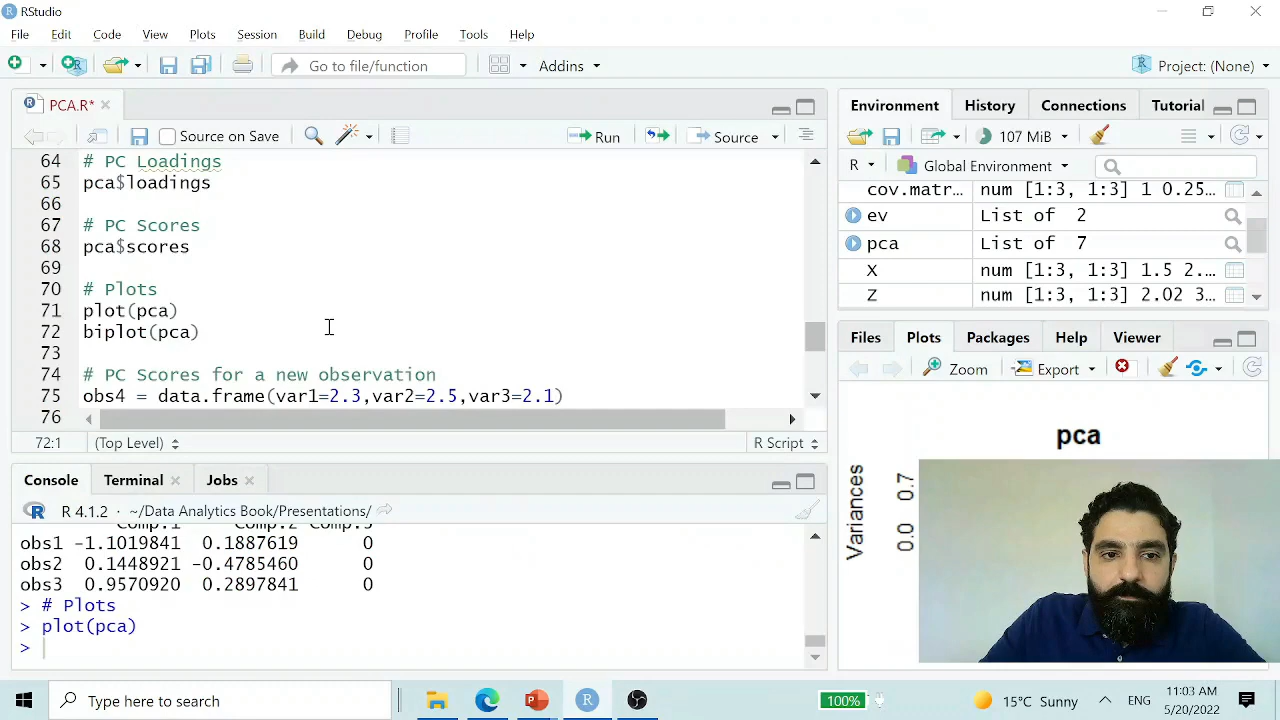 RStudio
File Edit Code View Plots Session Build Debug Profile Tools Help
Go to file/function Addins Project: (None)
PCA.R*
Source on Save Run Source
64 # PC Loadings
65 pca$loadings
66
67 # PC Scores
68 pca$scores
69
70 # Plots
71 plot(pca)
72 biplot(pca)
73
74 # PC Scores for a new observation
75 obs4 = data.frame(var1=2.3,var2=2.5,var3=2.1)
76
72:1 (Top Level) R Script
Console Terminal Jobs
R 4.1.2 · ~/Data Analytics Book/Presentations/
Comp.1 Comp.2 Comp.3
obs1 -1.1019841 0.1887619 0
obs2 0.1448921 -0.4785460 0
obs3 0.9570920 0.2897841 0
> # Plots
> plot(pca)
>
Environment History Connections Tutorial
107 MiB
R Global Environment
cov.matr… num [1:3, 1:3] 1 0.25…
ev List of 2
pca List of 7
X num [1:3, 1:3] 1.5 2.…
Z num [1:3, 1:3] 2.02 3…
Files Plots Packages Help Viewer
Zoom Export
pca
Variances
0.0 0.7
Type here to search
100%
15°C Sunny
ENG
11:03 AM
5/20/2022